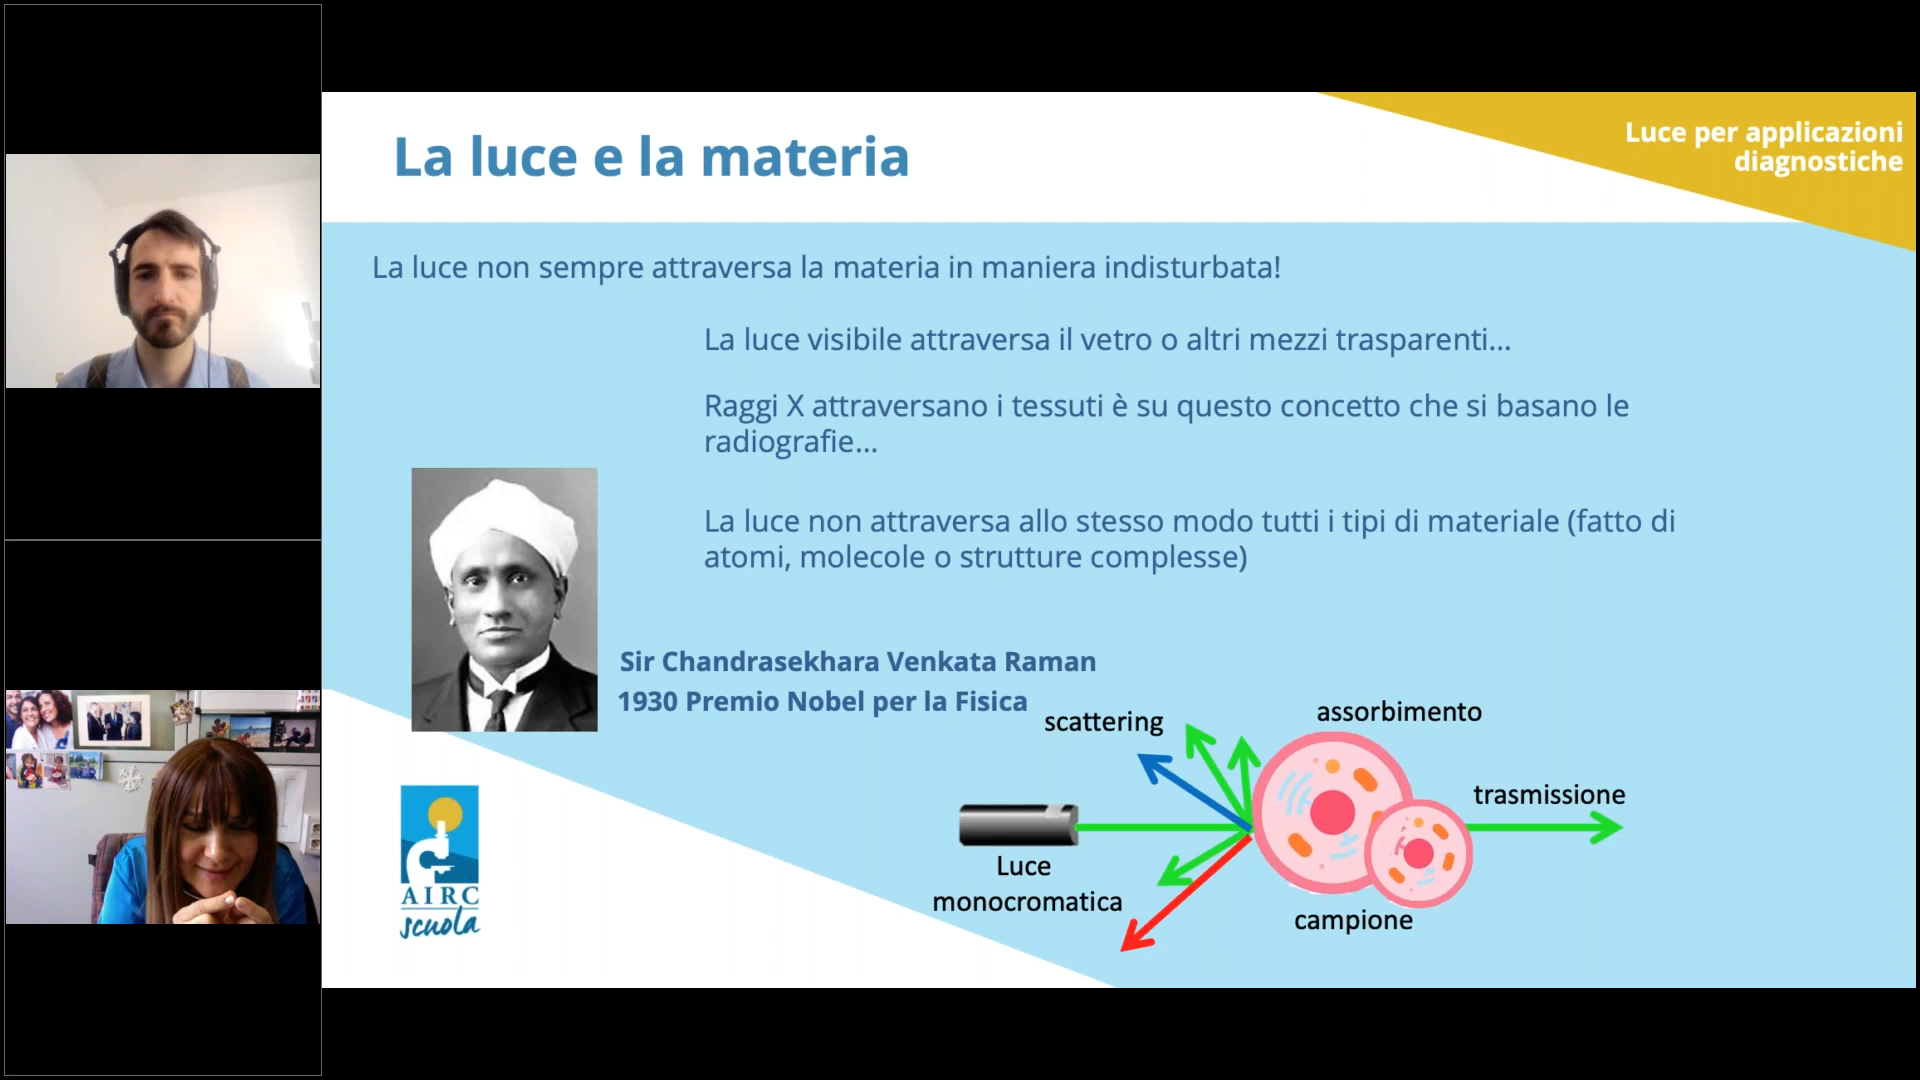 La luce e la materia
Luce per applicazioni
diagnostiche
La luce non sempre attraversa la materia in maniera indisturbata!
La luce visibile attraversa il vetro o altri mezzi trasparenti...
Raggi X attraversano i tessuti è su questo concetto che si basano le
radiografie...
La luce non attraversa allo stesso modo tutti i tipi di materiale (fatto di
atomi, molecole o strutture complesse)
Sir Chandrasekhara Venkata Raman
1930 Premio Nobel per la Fisica
scattering
assorbimento
trasmissione
Luce
monocromatica
campione
AIRC
scuola